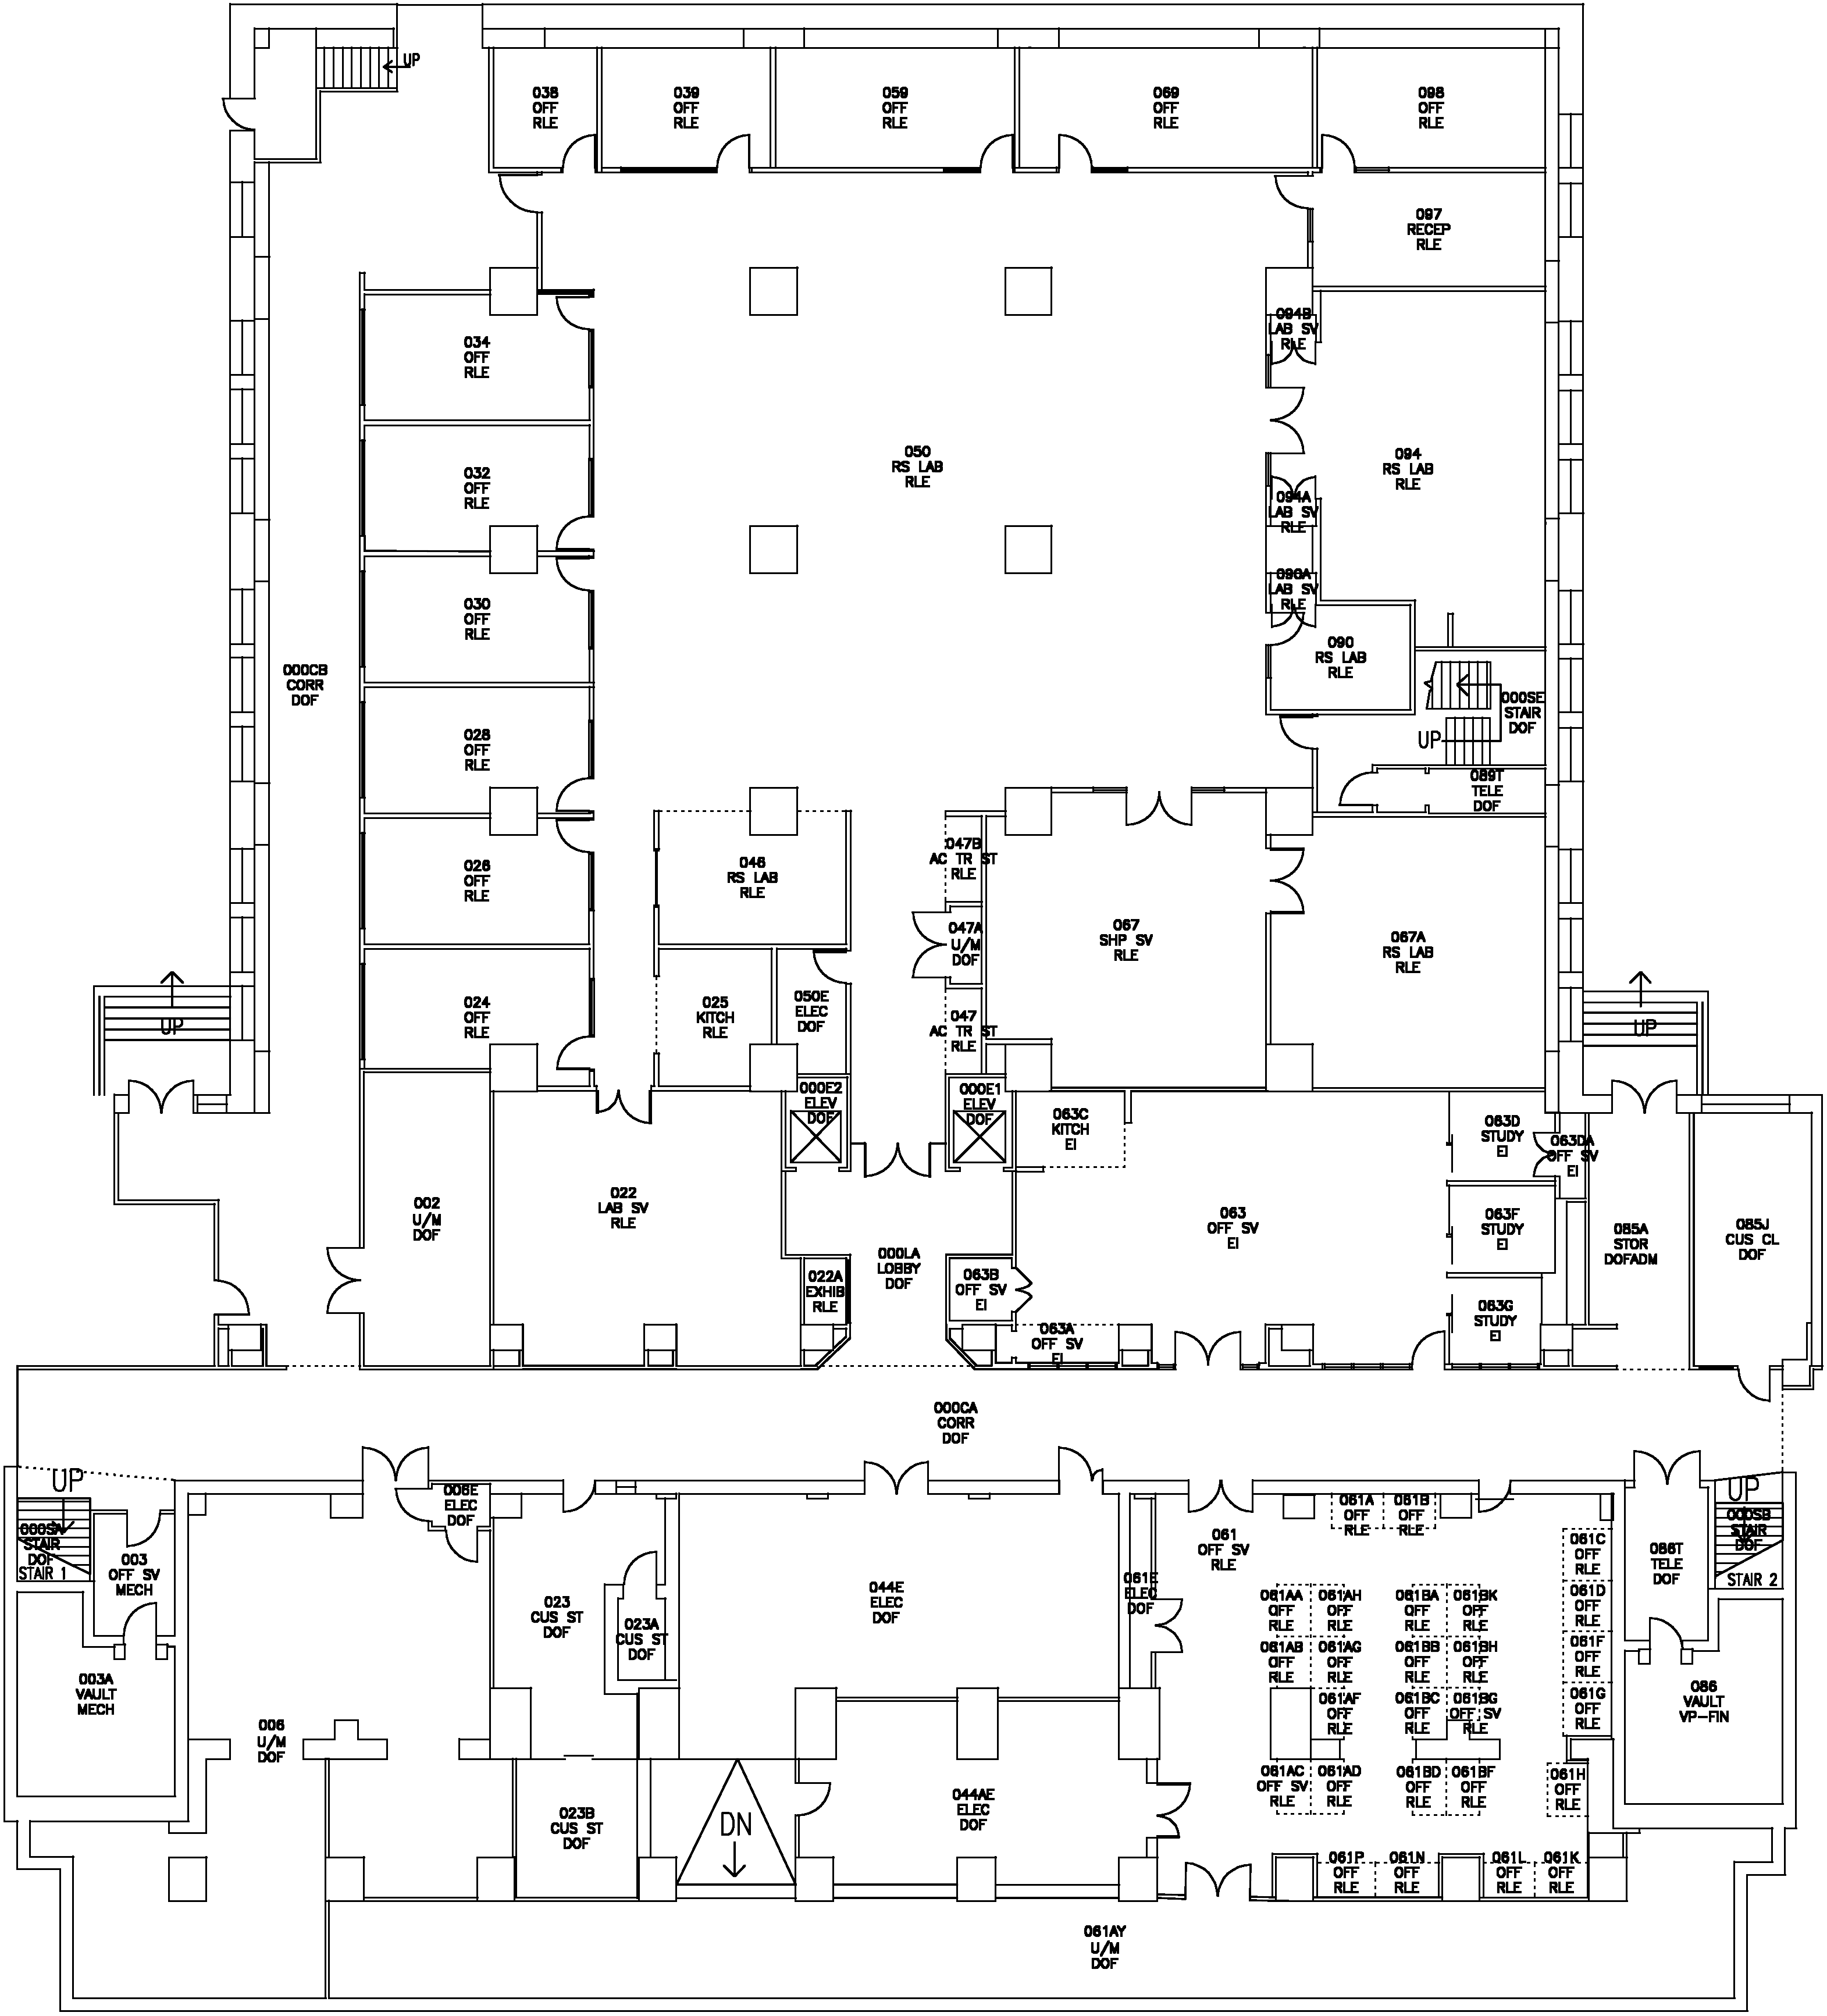 UP
038
OFF
RLE
039
OFF
RLE
059
OFF
RLE
069
OFF
RLE
098
OFF
RLE
097
RECEP
RLE
034
OFF
RLE
094B
LAB SV
RLE
032
OFF
RLE
050
RS LAB
RLE
094
RS LAB
RLE
094A
LAB SV
RLE
030
OFF
RLE
090A
LAB SV
RLE
090
RS LAB
RLE
000CB
CORR
DOF
028
OFF
RLE
000SE
STAIR
DOF
UP
089T
TELE
DOF
026
OFF
RLE
046
RS LAB
RLE
047B
AC TR ST
RLE
047A
U/M
DOF
067
SHP SV
RLE
067A
RS LAB
RLE
UP
024
OFF
RLE
025
KITCH
RLE
050E
ELEC
DOF
047
AC TR ST
RLE
UP
000E2
ELEV
DOF
000E1
ELEV
DOF
063C
KITCH
EI
063D
STUDY
EI
063DA
OFF SV
EI
002
U/M
DOF
022
LAB SV
RLE
063
OFF SV
EI
063F
STUDY
EI
085A
STOR
DOFADM
085J
CUS CL
DOF
000LA
LOBBY
DOF
022A
EXHIB
RLE
063B
OFF SV
EI
063A
OFF SV
EI
063G
STUDY
EI
000CA
CORR
DOF
UP
000SA
STAIR
DOF
STAIR 1
003
OFF SV
MECH
006E
ELEC
DOF
023
CUS ST
DOF
023A
CUS ST
DOF
044E
ELEC
DOF
061E
ELEC
DOF
061
OFF SV
RLE
061A
OFF
RLE
061B
OFF
RLE
061C
OFF
RLE
061D
OFF
RLE
061F
OFF
RLE
061G
OFF
RLE
086T
TELE
DOF
UP
000SB
STAIR
DOF
STAIR 2
061AA
OFF
RLE
061AH
OFF
RLE
061BA
OFF
RLE
061BK
OFF
RLE
061AB
OFF
RLE
061AG
OFF
RLE
061BB
OFF
RLE
061BH
OFF
RLE
061AF
OFF
RLE
061BC
OFF
RLE
061BG
OFF SV
RLE
003A
VAULT
MECH
006
U/M
DOF
086
VAULT
VP-FIN
061AC
OFF SV
RLE
061AD
OFF
RLE
061BD
OFF
RLE
061BF
OFF
RLE
061H
OFF
RLE
023B
CUS ST
DOF
DN
044AE
ELEC
DOF
061P
OFF
RLE
061N
OFF
RLE
061L
OFF
RLE
061K
OFF
RLE
061AY
U/M
DOF